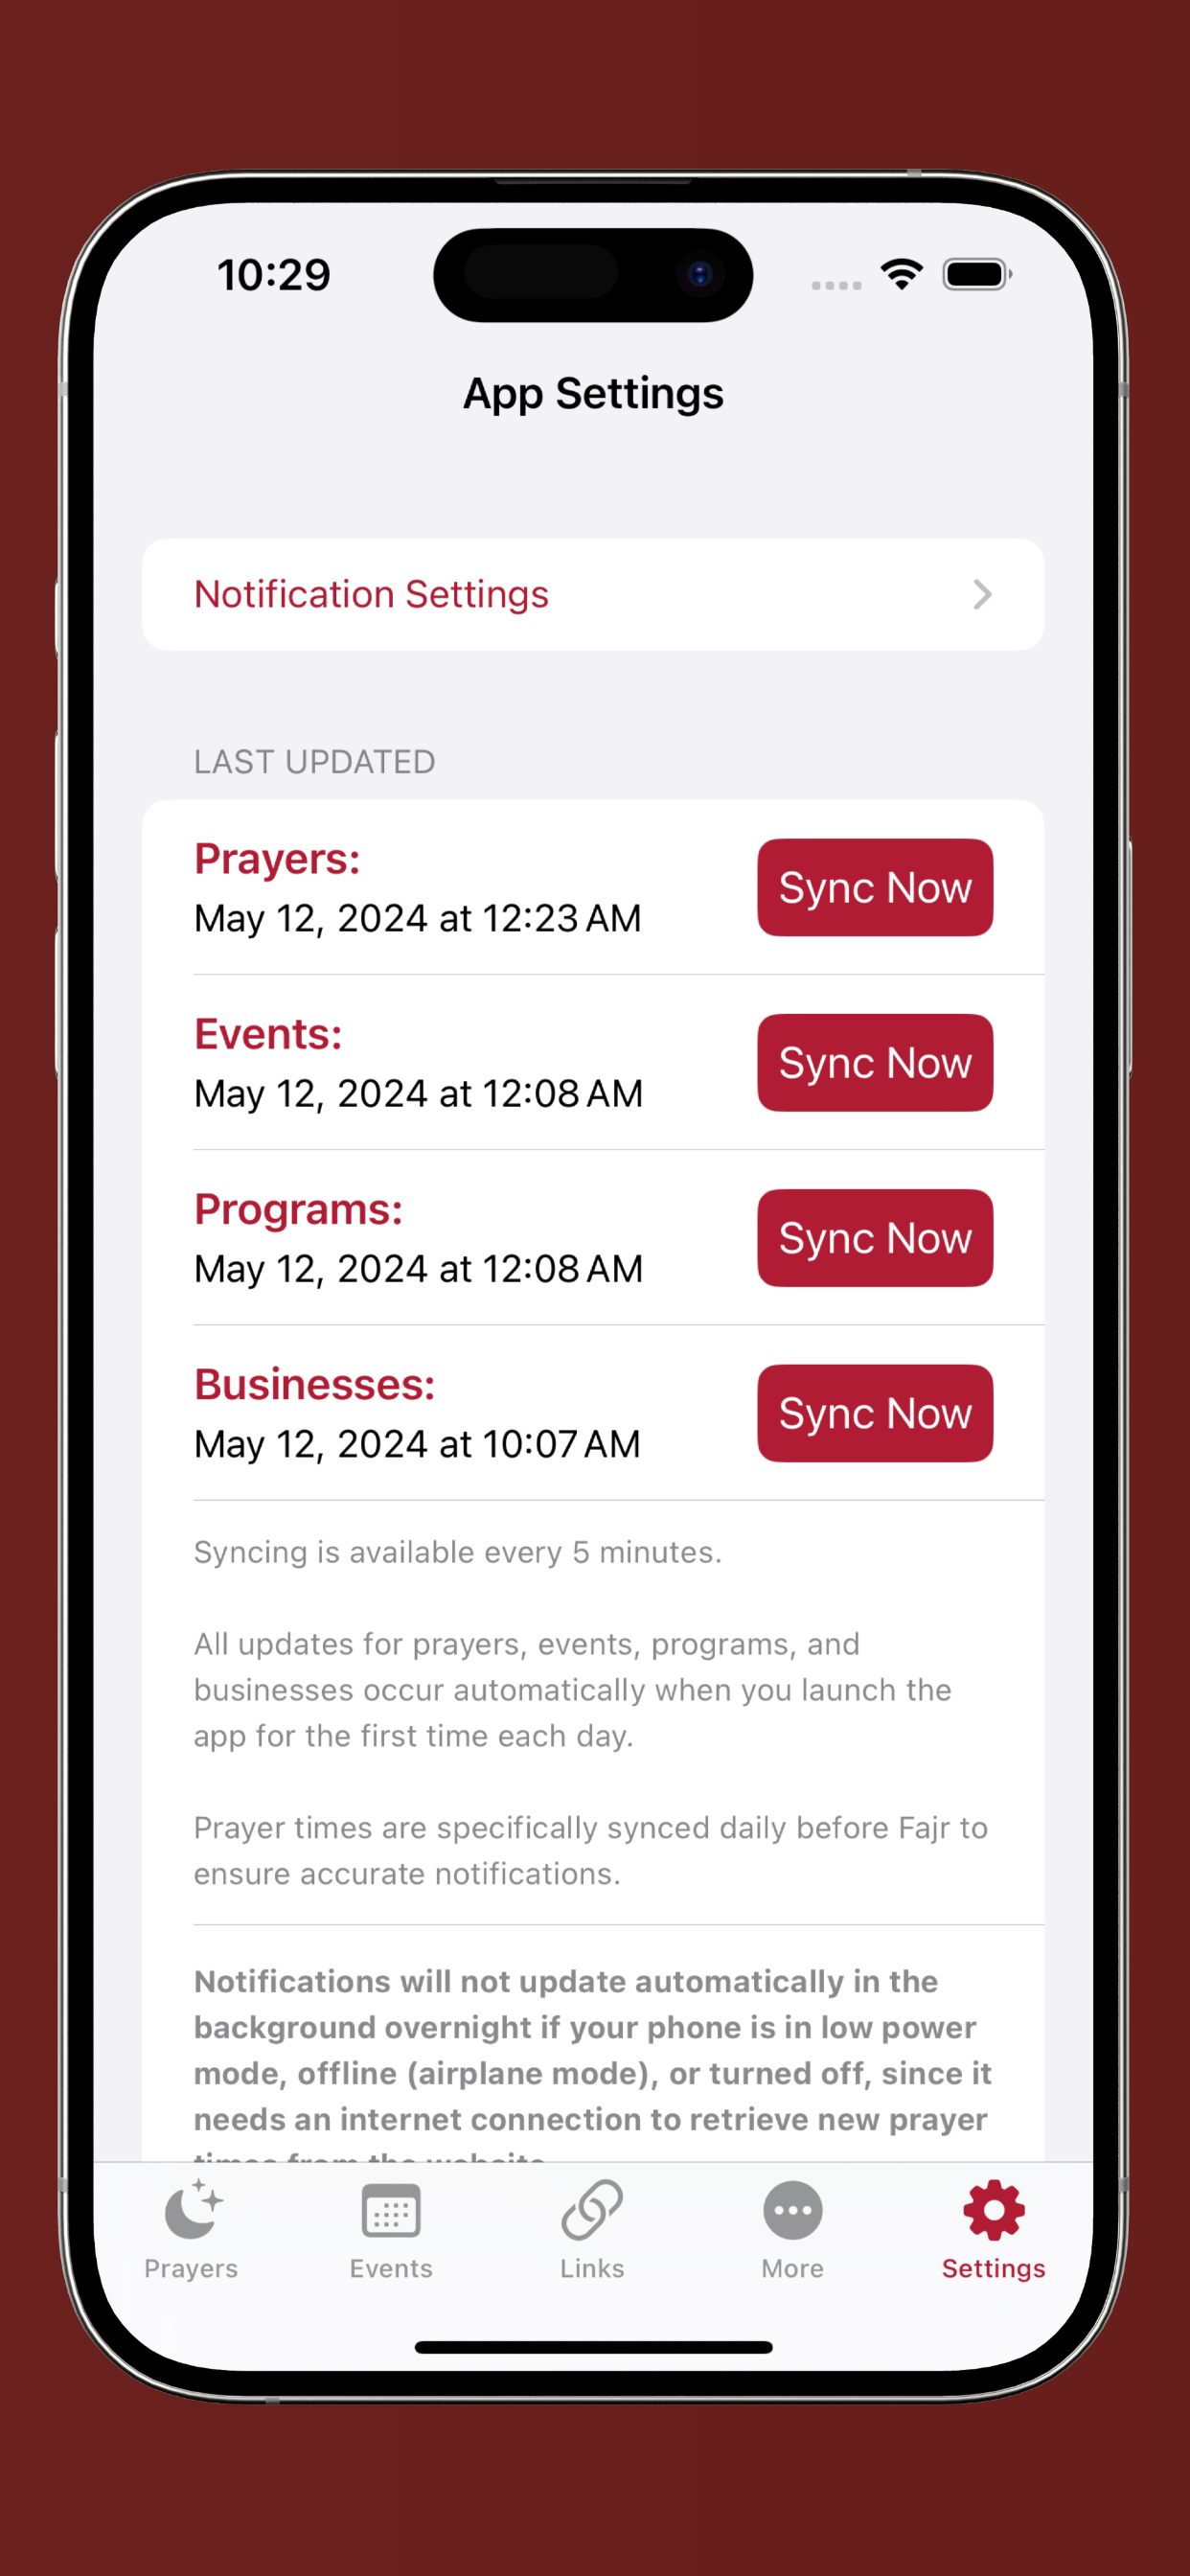 10:29
App Settings
Notification Settings
LAST UPDATED
Prayers:
May 12, 2024 at 12:23 AM
Sync Now
Events:
May 12, 2024 at 12:08 AM
Sync Now
Programs:
May 12, 2024 at 12:08 AM
Sync Now
Businesses:
May 12, 2024 at 10:07 AM
Sync Now
Syncing is available every 5 minutes.
All updates for prayers, events, programs, and
businesses occur automatically when you launch the
app for the first time each day.
Prayer times are specifically synced daily before Fajr to
ensure accurate notifications.
Notifications will not update automatically in the
background overnight if your phone is in low power
mode, offline (airplane mode), or turned off, since it
needs an internet connection to retrieve new prayer
times from the website
Prayers
Events
Links
More
Settings